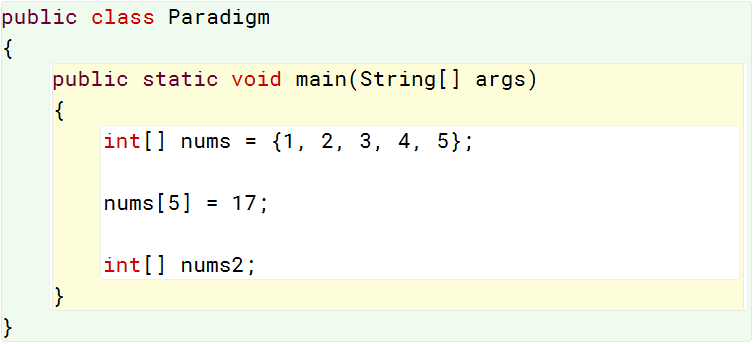 public class Paradigm
{
public static void main(String[] args)
{
int[] nums = {1, 2, 3, 4, 5};
nums[5] = 17;
int[] nums2;
}
}